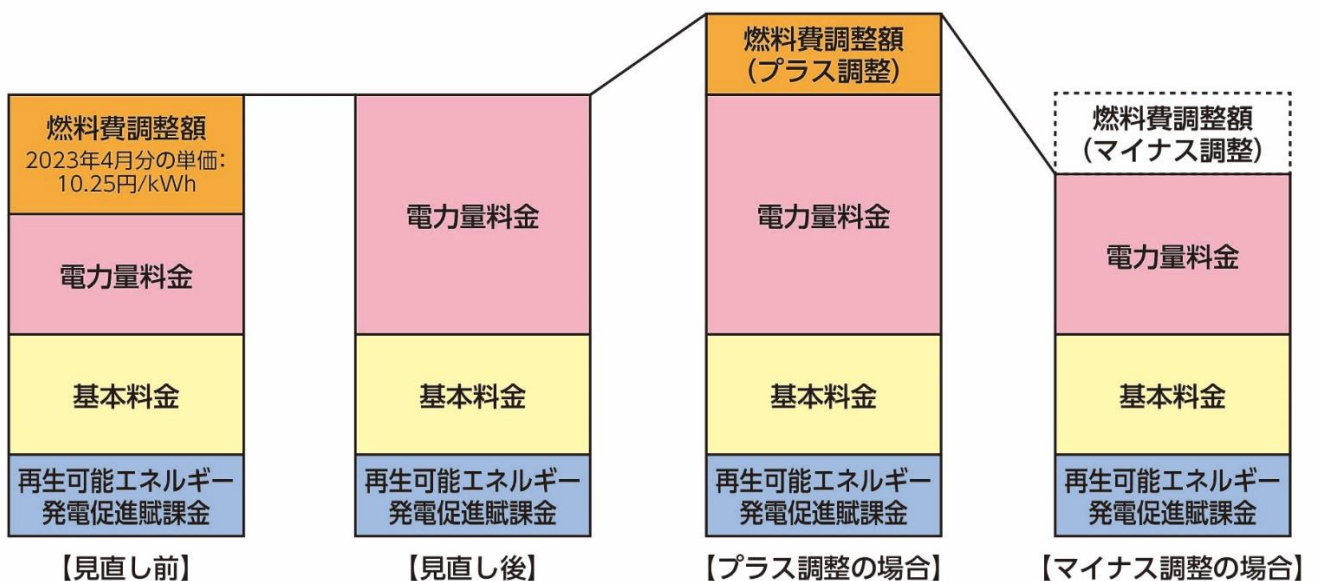 燃料費調整額
2023年4月分の単価：
10.25円/kWh
電力量料金
基本料金
再生可能エネルギー
発電促進賦課金
【見直し前】
電力量料金
基本料金
再生可能エネルギー
発電促進賦課金
【見直し後】
燃料費調整額
（プラス調整）
電力量料金
基本料金
再生可能エネルギー
発電促進賦課金
【プラス調整の場合】
燃料費調整額
（マイナス調整）
電力量料金
基本料金
再生可能エネルギー
発電促進賦課金
【マイナス調整の場合】